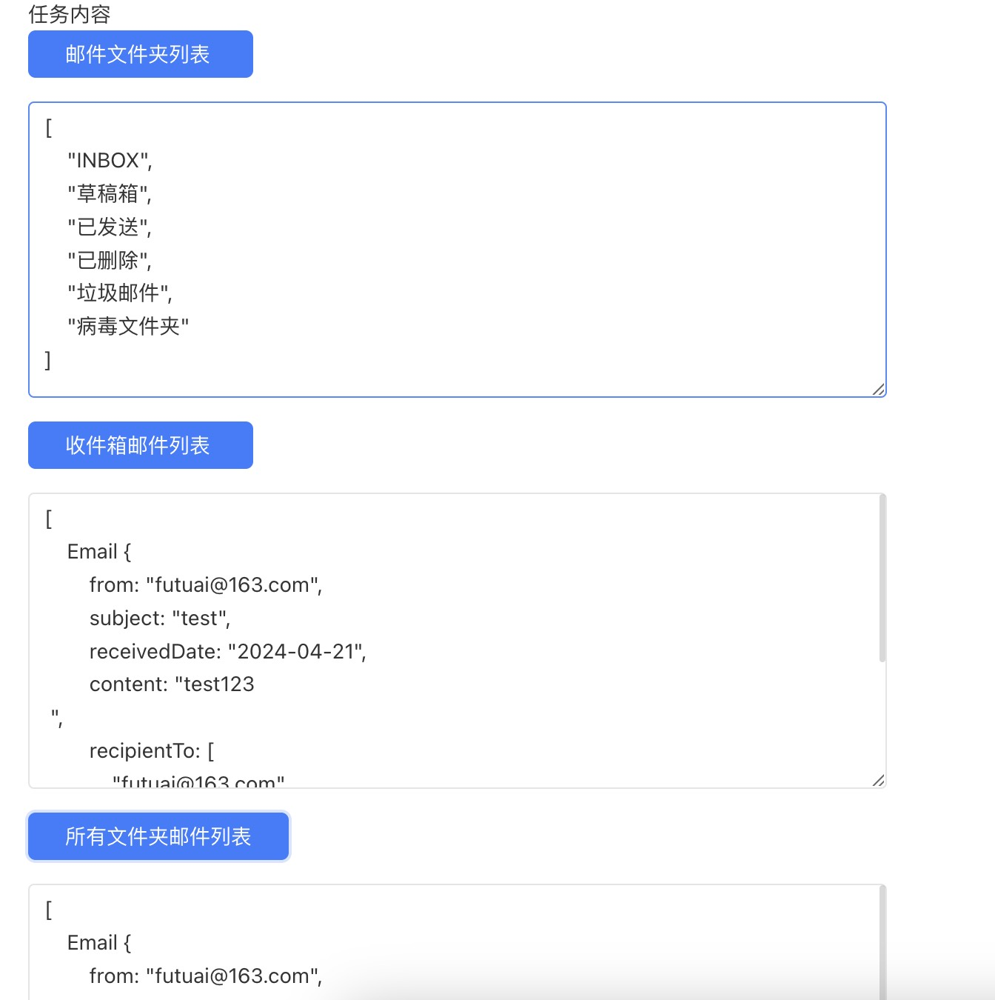 任务内容
邮件文件夹列表
[
"INBOX",
"草稿箱",
"已发送",
"已删除",
"垃圾邮件",
"病毒文件夹"
]
收件箱邮件列表
[
Email {
from: "futuai@163.com",
subject: "test",
receivedDate: "2024-04-21",
content: "test123
",
recipientTo: [
"futuai@163.com"
所有文件夹邮件列表
[
Email {
from: "futuai@163.com",